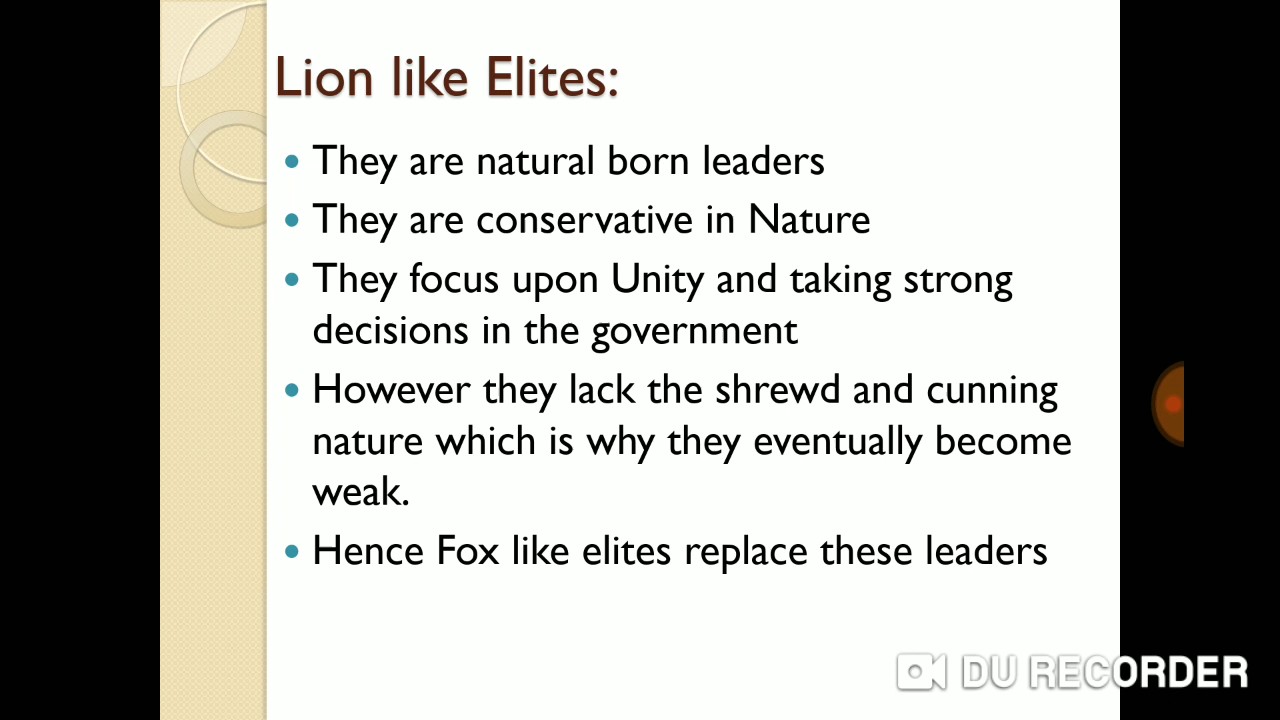 Lion like Elites:
• They are natural born leaders
• They are conservative in Nature
• They focus upon Unity and taking strong
decisions in the government
• However they lack the shrewd and cunning
nature which is why they eventually become
weak.
• Hence Fox like elites replace these leaders
DU RECORDER